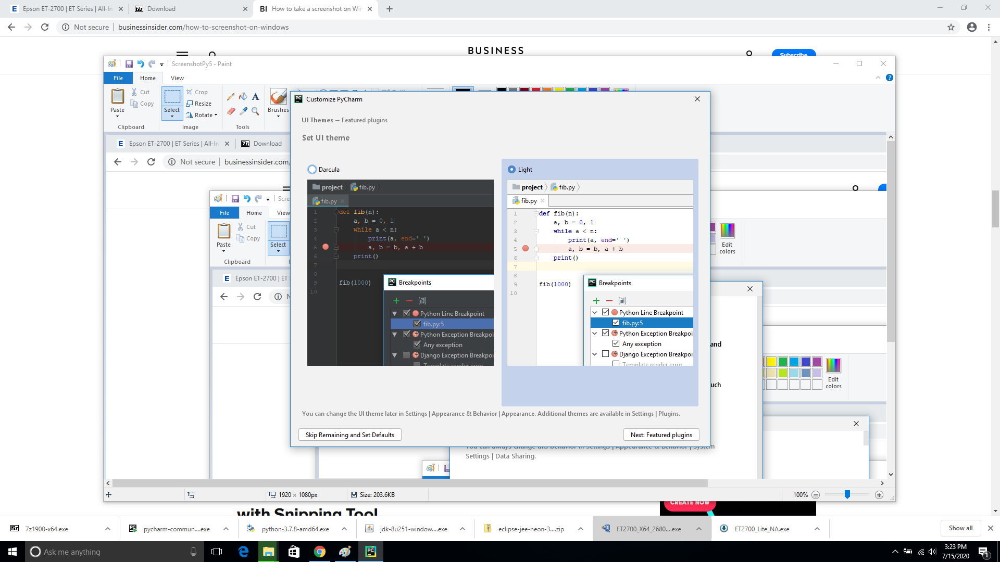 Epson ET-2700 | ET Series | All-In
Download
BI How to take a screenshot on Win
Not secure businessinsider.com/how-to-screenshot-on-windows
BUSINESS
Subscribe
ScreenshotPy5 - Paint
File Home View
Paste
Cut
Copy
Clipboard
Select
Crop
Resize
Rotate
Image
Tools
Brushes
Epson ET-2700 | ET Series | All-In
Download
Not secure businessinsider.com/
File Home View
Paste
Cut
Copy
Select
Clipboard
Epson ET-2700 | ET S
Edit
colors
and
uch
Edit
colors
PC Customize PyCharm
UI Themes → Featured plugins
Set UI theme
Darcula
project fib.py
fib.py
1 def fib(n):
2 a, b = 0, 1
3 while a < n:
4 print(a, end=' ')
5 a, b = b, a + b
6 print()
7
8
9 fib(1000)
10
PC Breakpoints
Python Line Breakpoint
fib.py:5
Python Exception Breakpoi
Any exception
Django Exception Breakpoi
Template render error
Light
project fib.py
fib.py
1 def fib(n):
2 a, b = 0, 1
3 while a < n:
4 print(a, end=' ')
5 a, b = b, a + b
6 print()
7
8
9 fib(1000)
10
PC Breakpoints
Python Line Breakpoint
fib.py:5
Python Exception Breakpoi
Any exception
Django Exception Breakpoi
Template render error
You can change the UI theme later in Settings | Appearance & Behavior | Appearance. Additional themes are available in Settings | Plugins.
Skip Remaining and Set Defaults
Next: Featured plugins
You can always change this behavior in Settings | Appearance & Behavior | System
Settings | Data Sharing.
1920 × 1080px
Size: 203.6KB
100%
with Snipping Tool
CREATE NOW
7z1900-x64.exe
pycharm-commun....exe
python-3.7.8-amd64.exe
jdk-8u251-window....exe
eclipse-jee-neon-3....zip
ET2700_X64_2680....exe
ET2700_Lite_NA.exe
Show all
Ask me anything
3:23 PM
7/15/2020
1